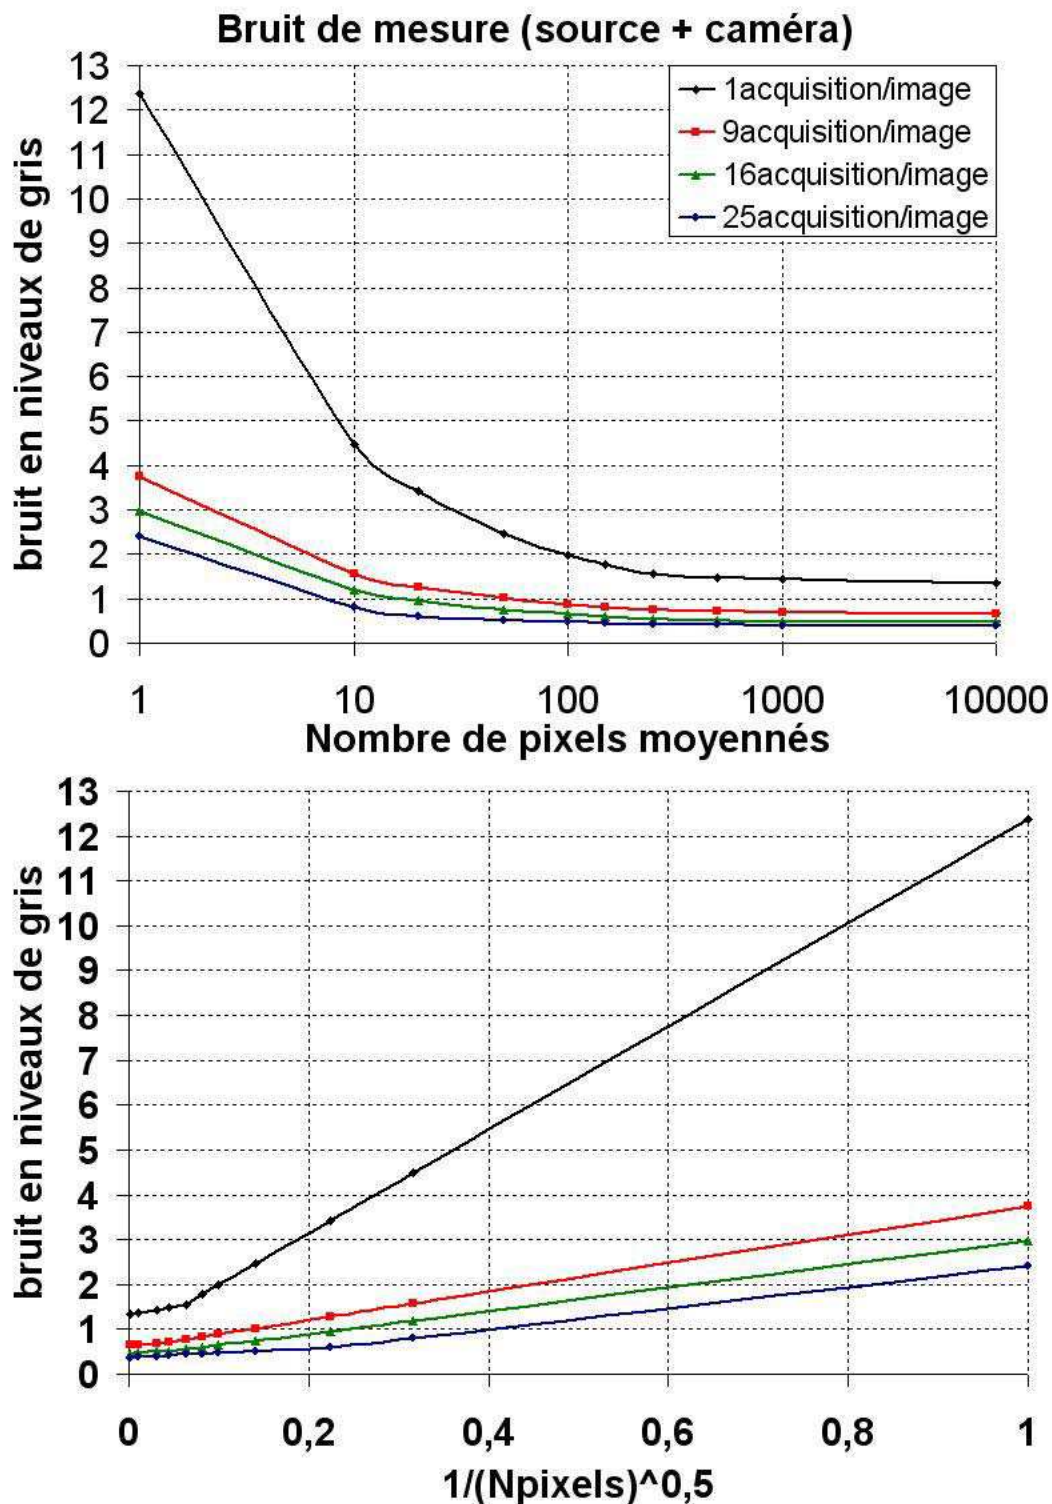 Bruit de mesure (source + caméra)
13
12
11
10
9
8
7
6
5
4
3
2
1
0
bruit en niveaux de gris
1acquisition/image
9acquisition/image
16acquisition/image
25acquisition/image
1 10 100 1000 10000
Nombre de pixels moyennés
13
12
11
10
9
8
7
6
5
4
3
2
1
0
bruit en niveaux de gris
0 0,2 0,4 0,6 0,8 1
1/(Npixels)^0,5